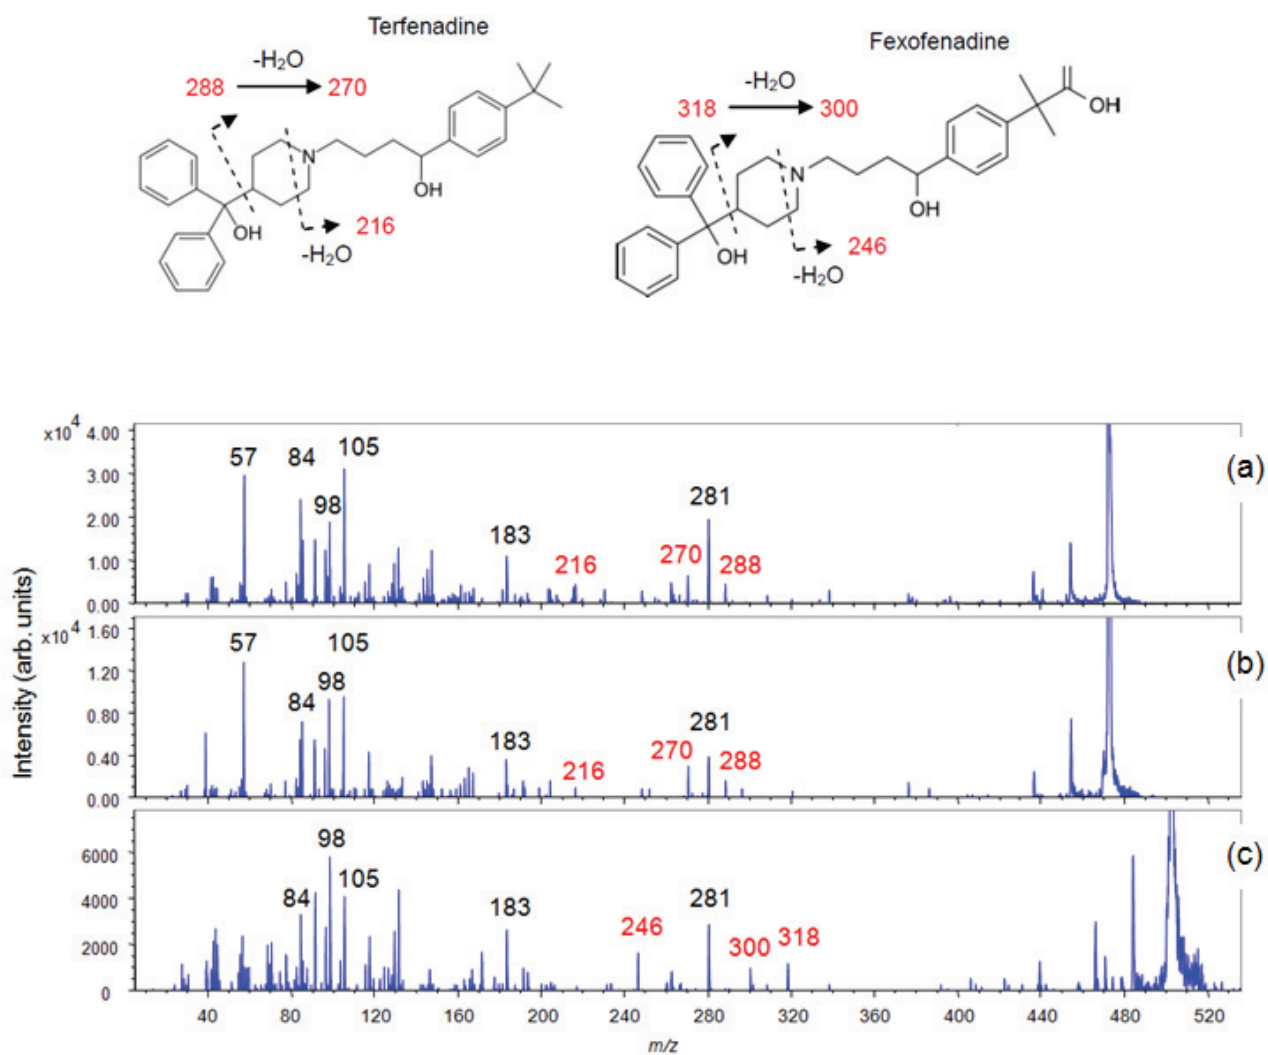 Terfenadine
Fexofenadine
-H₂O
288
270
-H₂O
318
300
N
OH
OH
216
-H₂O
OH
N
OH
OH
246
-H₂O
Intensity (arb. units)
x10⁴
4.00
3.00
2.00
1.00
0.00
57
84
105
98
183
216
270
281
288
(a)
x10⁴
1.60
1.20
0.80
0.40
0.00
57
105
98
84
183
216
270
281
288
(b)
6000
4000
2000
0
98
84
105
183
246
281
300
318
(c)
40 80 120 160 200 240 280 320 360 400 440 480 520
m/z